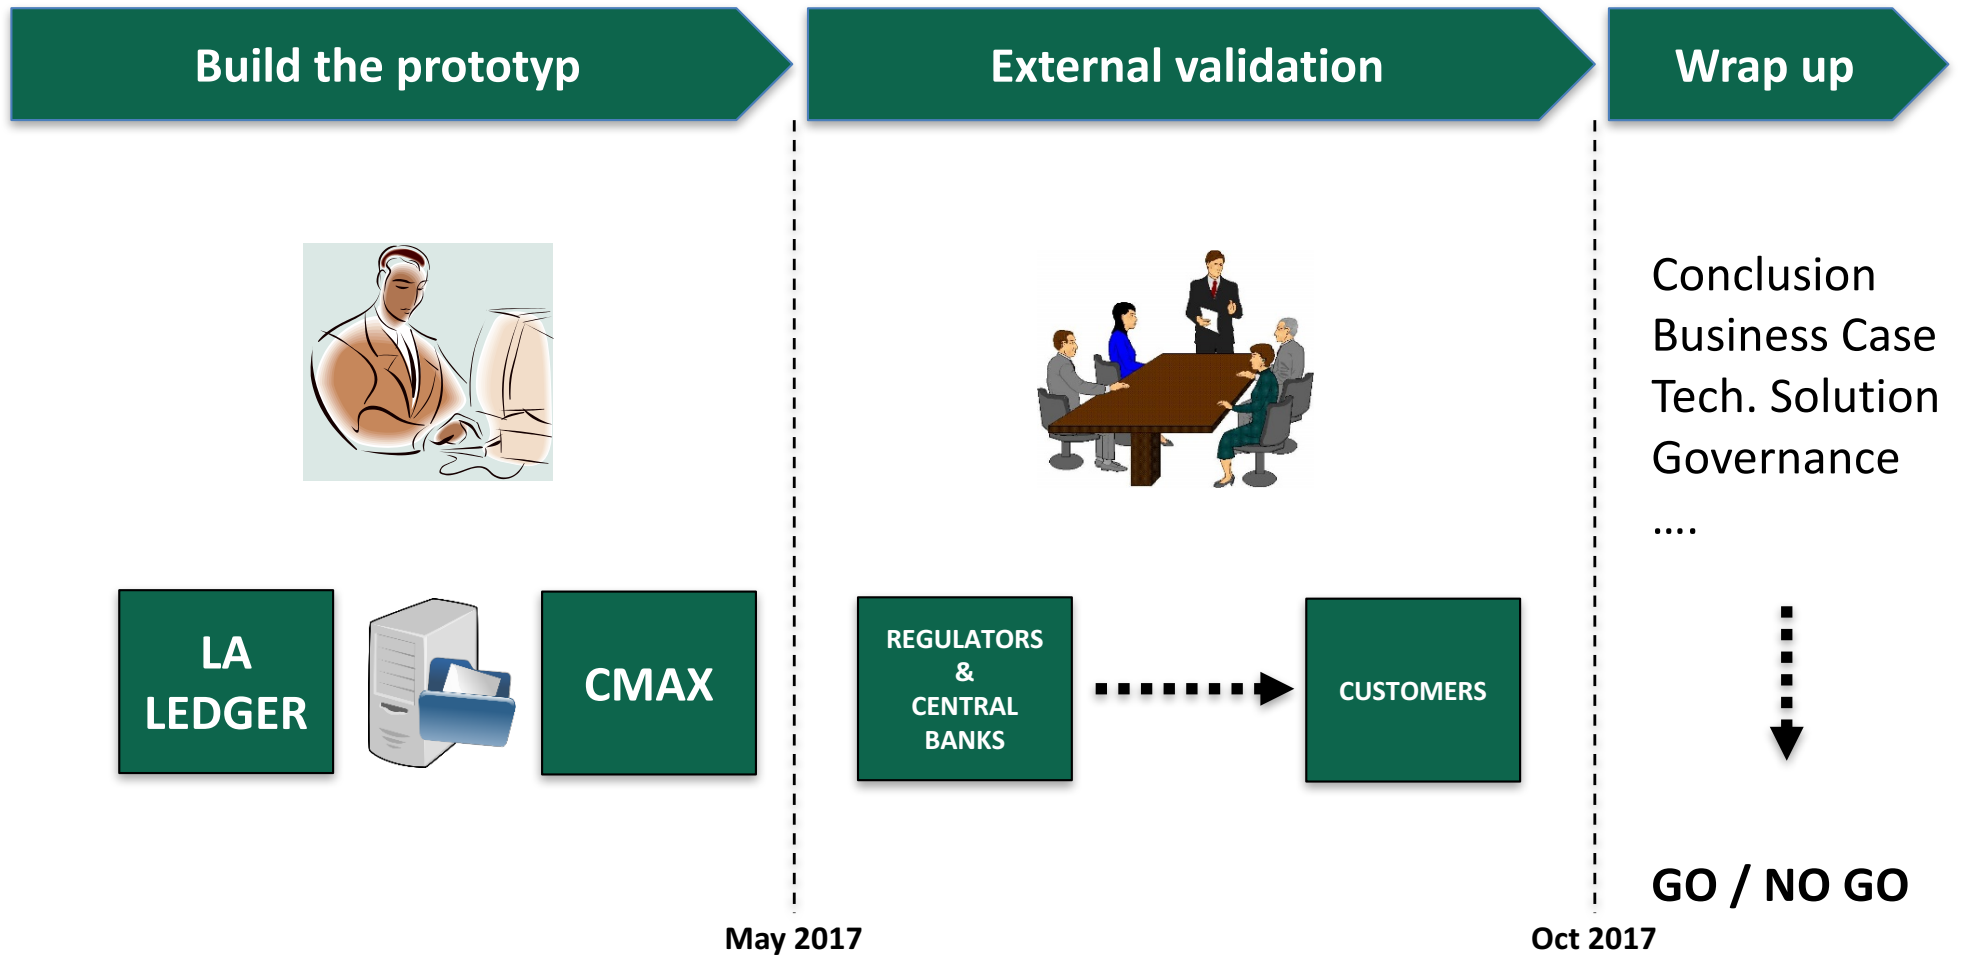 Build the prototyp
External validation
Wrap up
Conclusion
Business Case
Tech. Solution
Governance
....
LA
LEDGER
CMAX
REGULATORS
&
CENTRAL
BANKS
CUSTOMERS
GO / NO GO
May 2017
Oct 2017